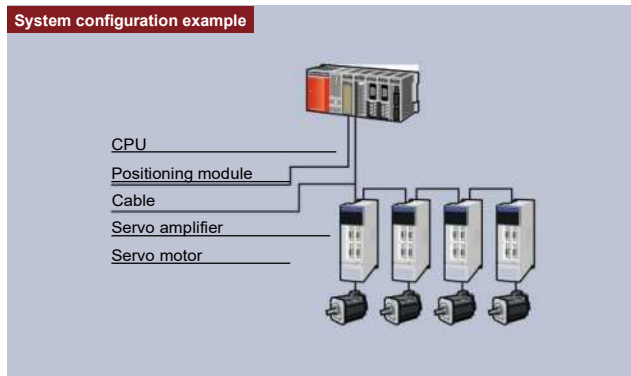 System configuration example
CPU
Positioning module
Cable
Servo amplifier
Servo motor